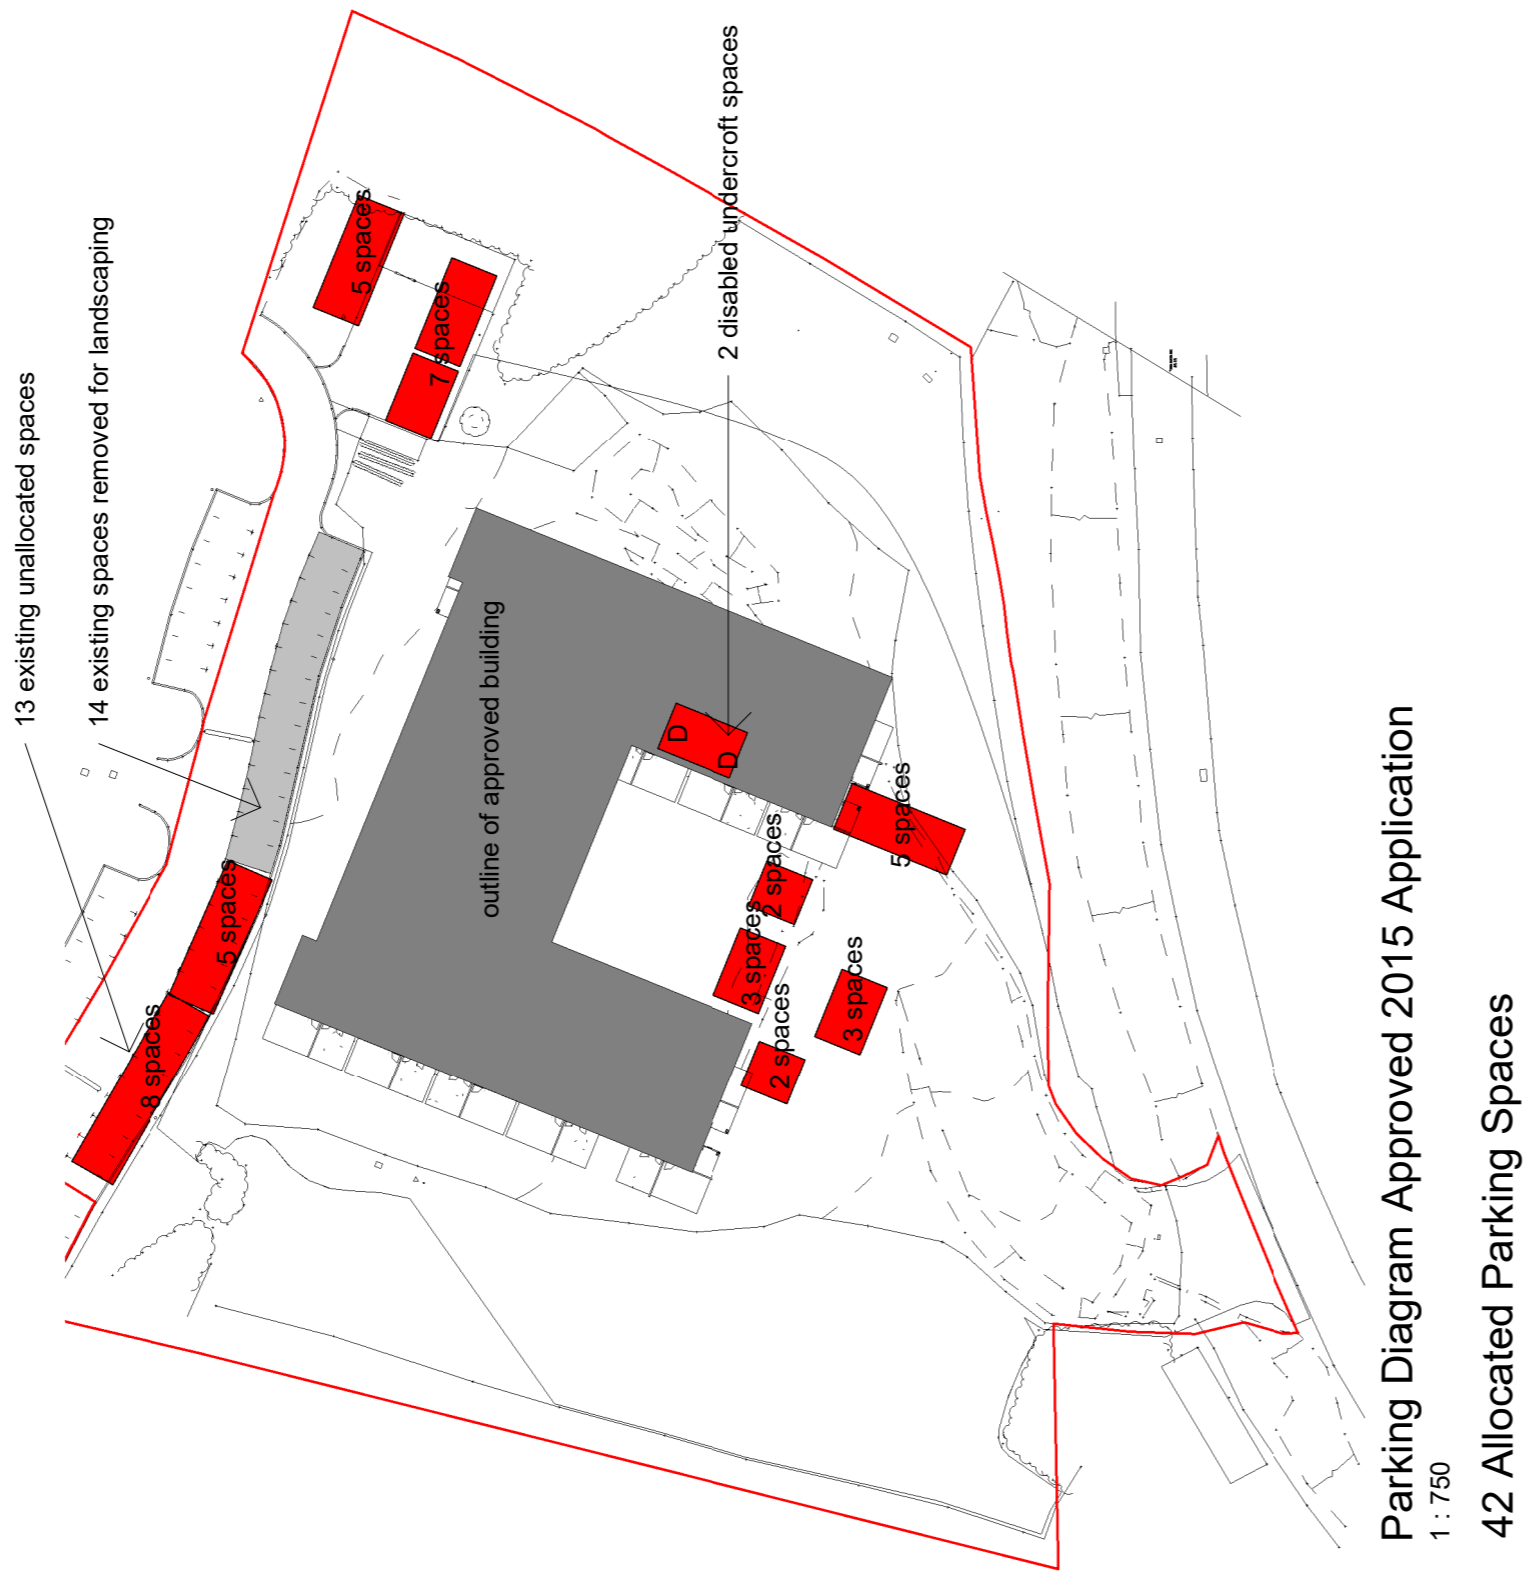 13 existing unallocated spaces
14 existing spaces removed for landscaping
8 spaces
5 spaces
5 spaces
7 spaces
2 disabled undercroft spaces
outline of approved building
D
D
5 spaces
2 spaces
3 spaces
2 spaces
3 spaces
Parking Diagram Approved 2015 Application
1 : 750
42 Allocated Parking Spaces